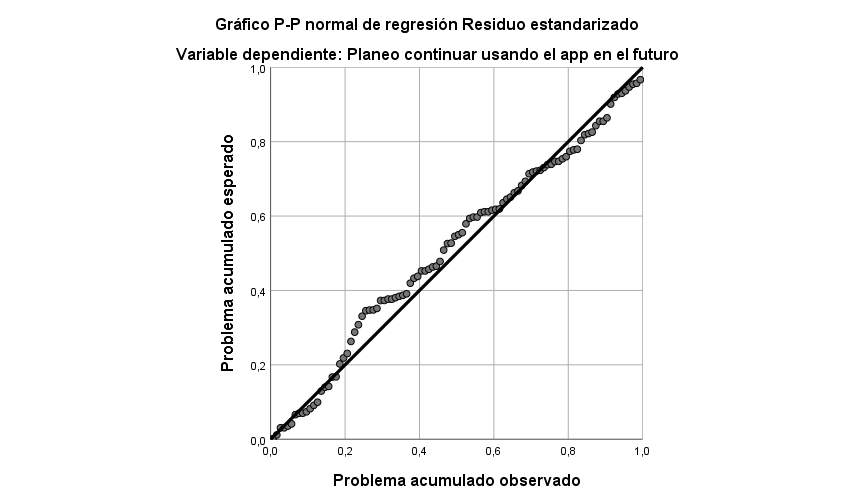 Gráfico P-P normal de regresión Residuo estandarizado
Variable dependiente: Planeo continuar usando el app en el futuro
1,0
0,8
0,6
0,4
0,2
0,0
Problema acumulado esperado
0,0 0,2 0,4 0,6 0,8 1,0
Problema acumulado observado